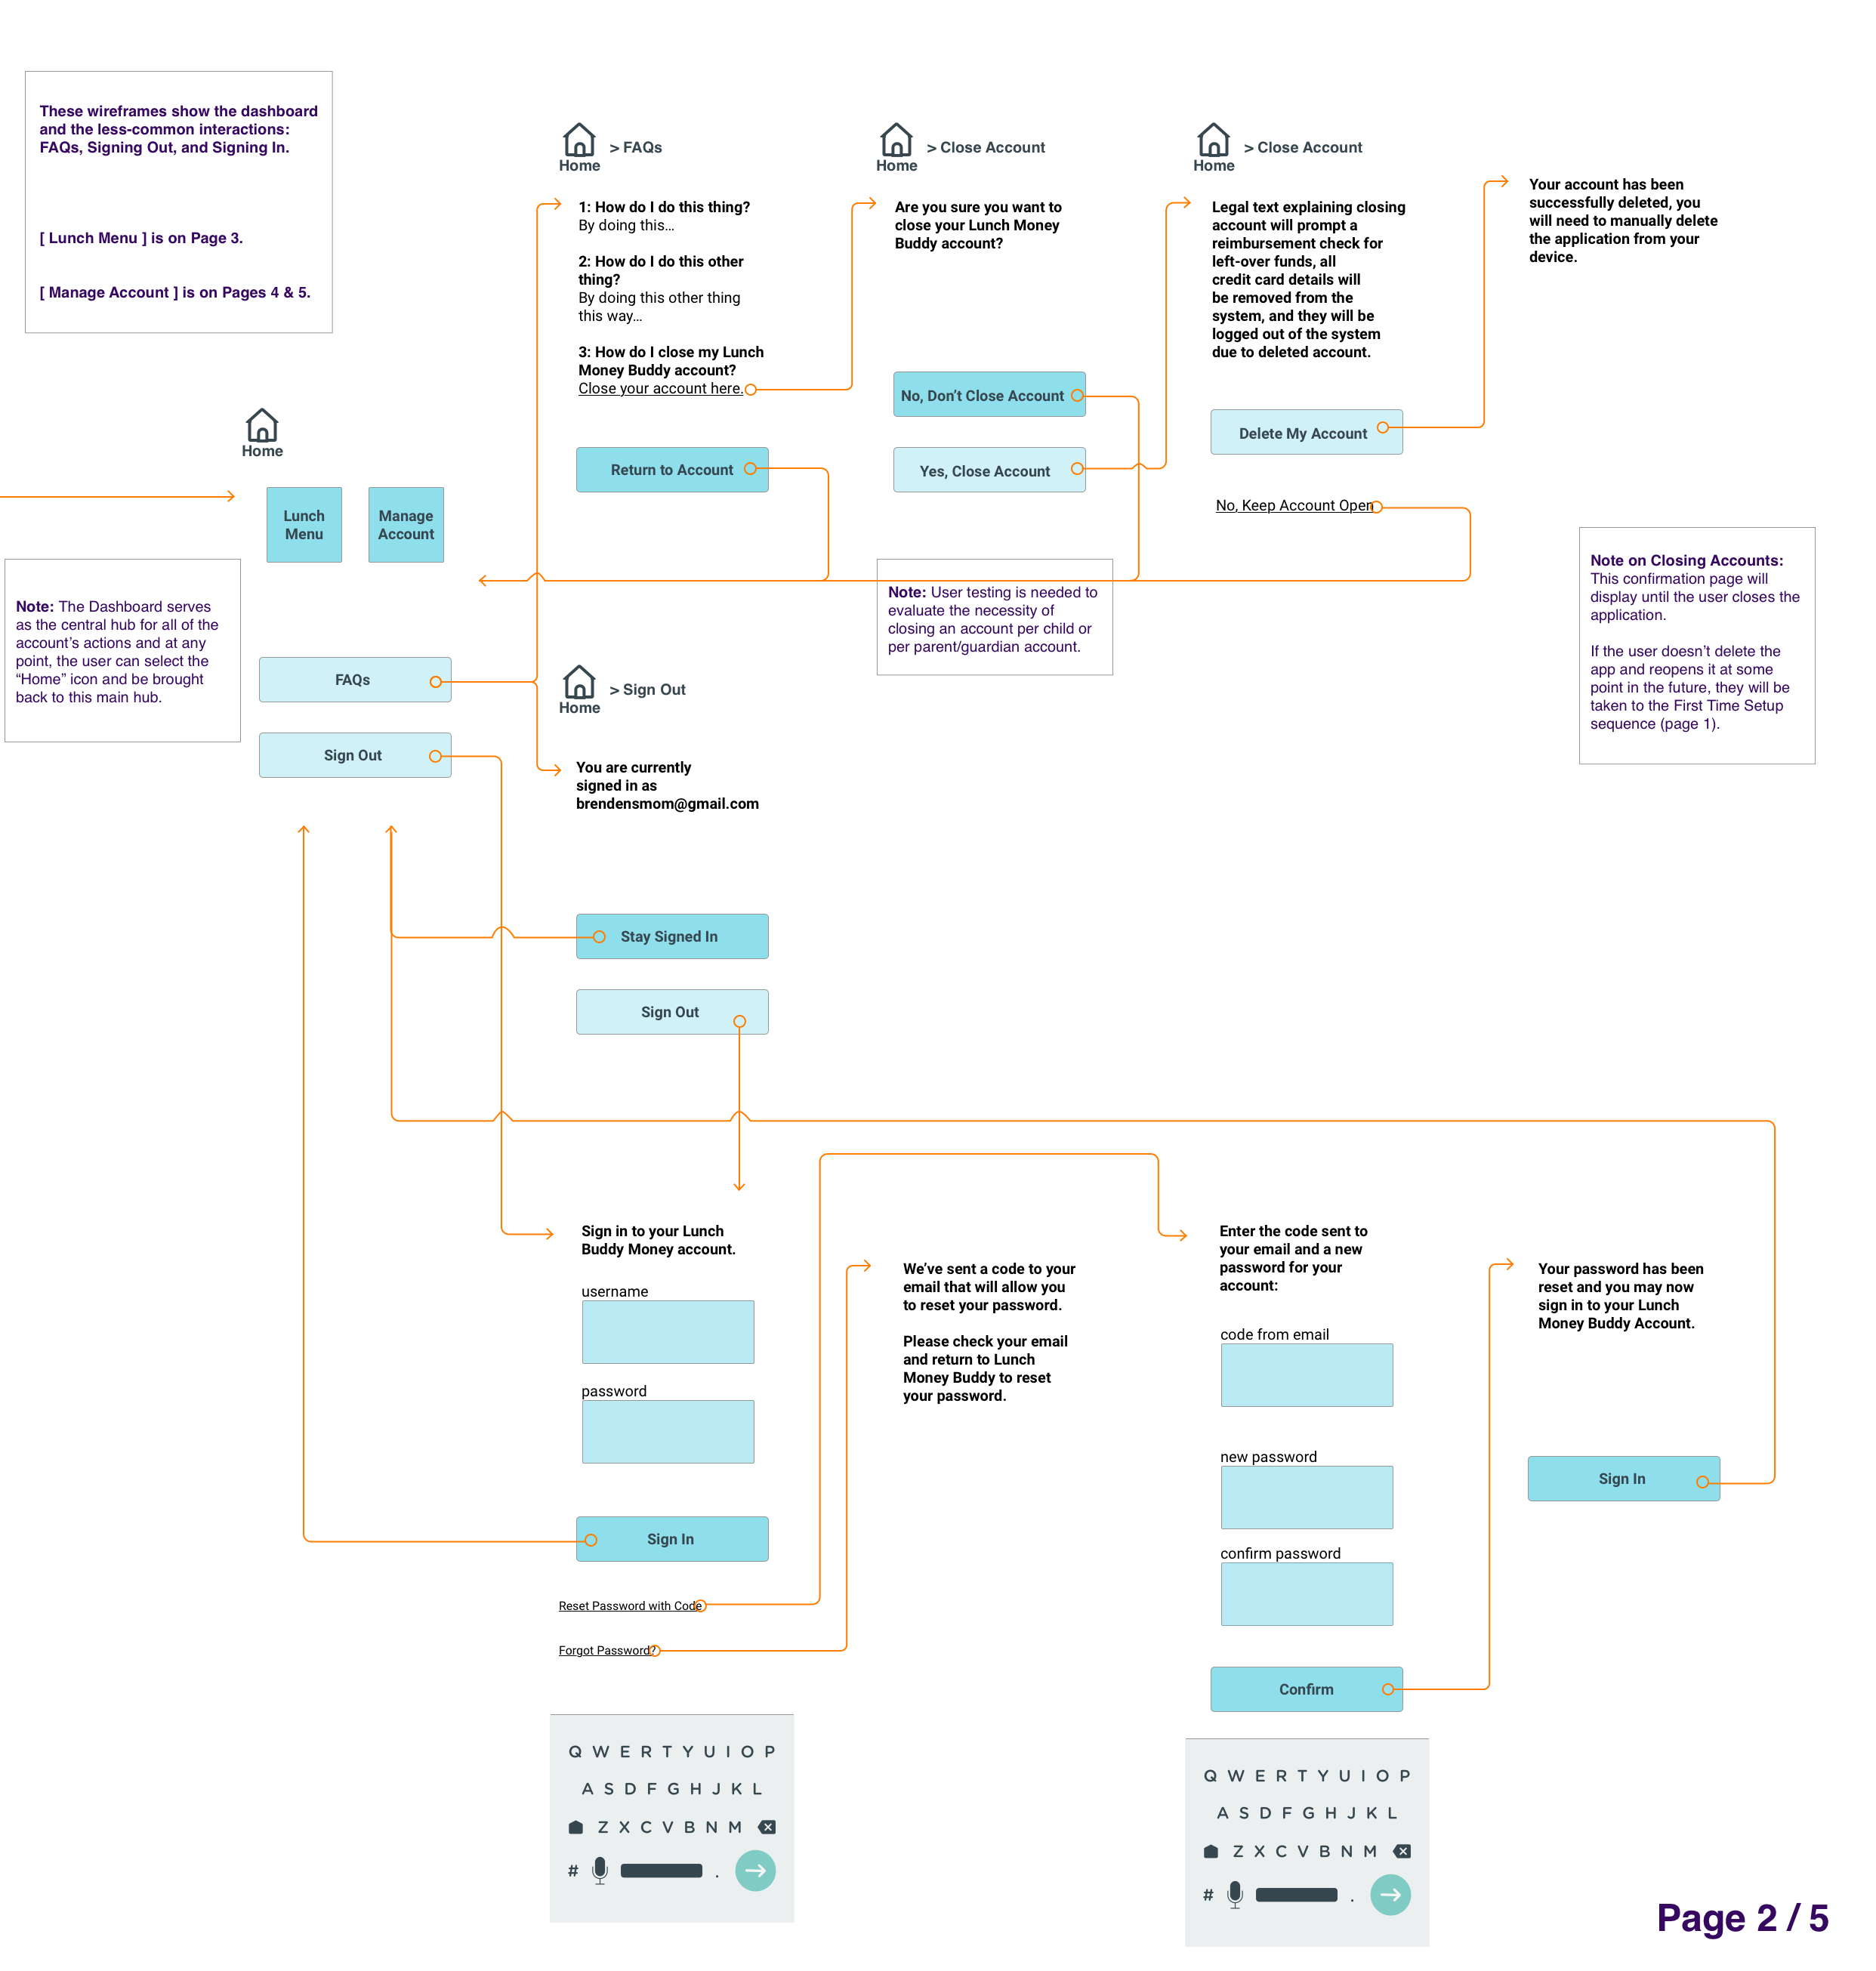 These wireframes show the dashboard
and the less-common interactions:
FAQs, Signing Out, and Signing In.
[ Lunch Menu ] is on Page 3.
[ Manage Account ] is on Pages 4 & 5.
Home
Lunch
Menu
Manage
Account
Note: The Dashboard serves
as the central hub for all of the
account’s actions and at any
point, the user can select the
“Home” icon and be brought
back to this main hub.
FAQs
Sign Out
Home
> FAQs
1: How do I do this thing?
By doing this...
2: How do I do this other
thing?
By doing this other thing
this way...
3: How do I close my Lunch
Money Buddy account?
Close your account here.
Return to Account
Home
> Close Account
Are you sure you want to
close your Lunch Money
Buddy account?
No, Don’t Close Account
Yes, Close Account
Note: User testing is needed to
evaluate the necessity of
closing an account per child or
per parent/guardian account.
Home
> Close Account
Legal text explaining closing
account will prompt a
reimbursement check for
left-over funds, all
credit card details will
be removed from the
system, and they will be
logged out of the system
due to deleted account.
Delete My Account
No, Keep Account Open
Your account has been
successfully deleted, you
will need to manually delete
the application from your
device.
Note on Closing Accounts:
This confirmation page will
display until the user closes the
application.
If the user doesn’t delete the
app and reopens it at some
point in the future, they will be
taken to the First Time Setup
sequence (page 1).
Home
> Sign Out
You are currently
signed in as
brendensmom@gmail.com
Stay Signed In
Sign Out
Sign in to your Lunch
Buddy Money account.
username
password
Sign In
Reset Password with Code
Forgot Password?
Q W E R T Y U I O P
A S D F G H J K L
Z X C V B N M
# .
We’ve sent a code to your
email that will allow you
to reset your password.
Please check your email
and return to Lunch
Money Buddy to reset
your password.
Enter the code sent to
your email and a new
password for your
account:
code from email
new password
confirm password
Confirm
Q W E R T Y U I O P
A S D F G H J K L
Z X C V B N M
# .
Your password has been
reset and you may now
sign in to your Lunch
Money Buddy Account.
Sign In
Page 2 / 5